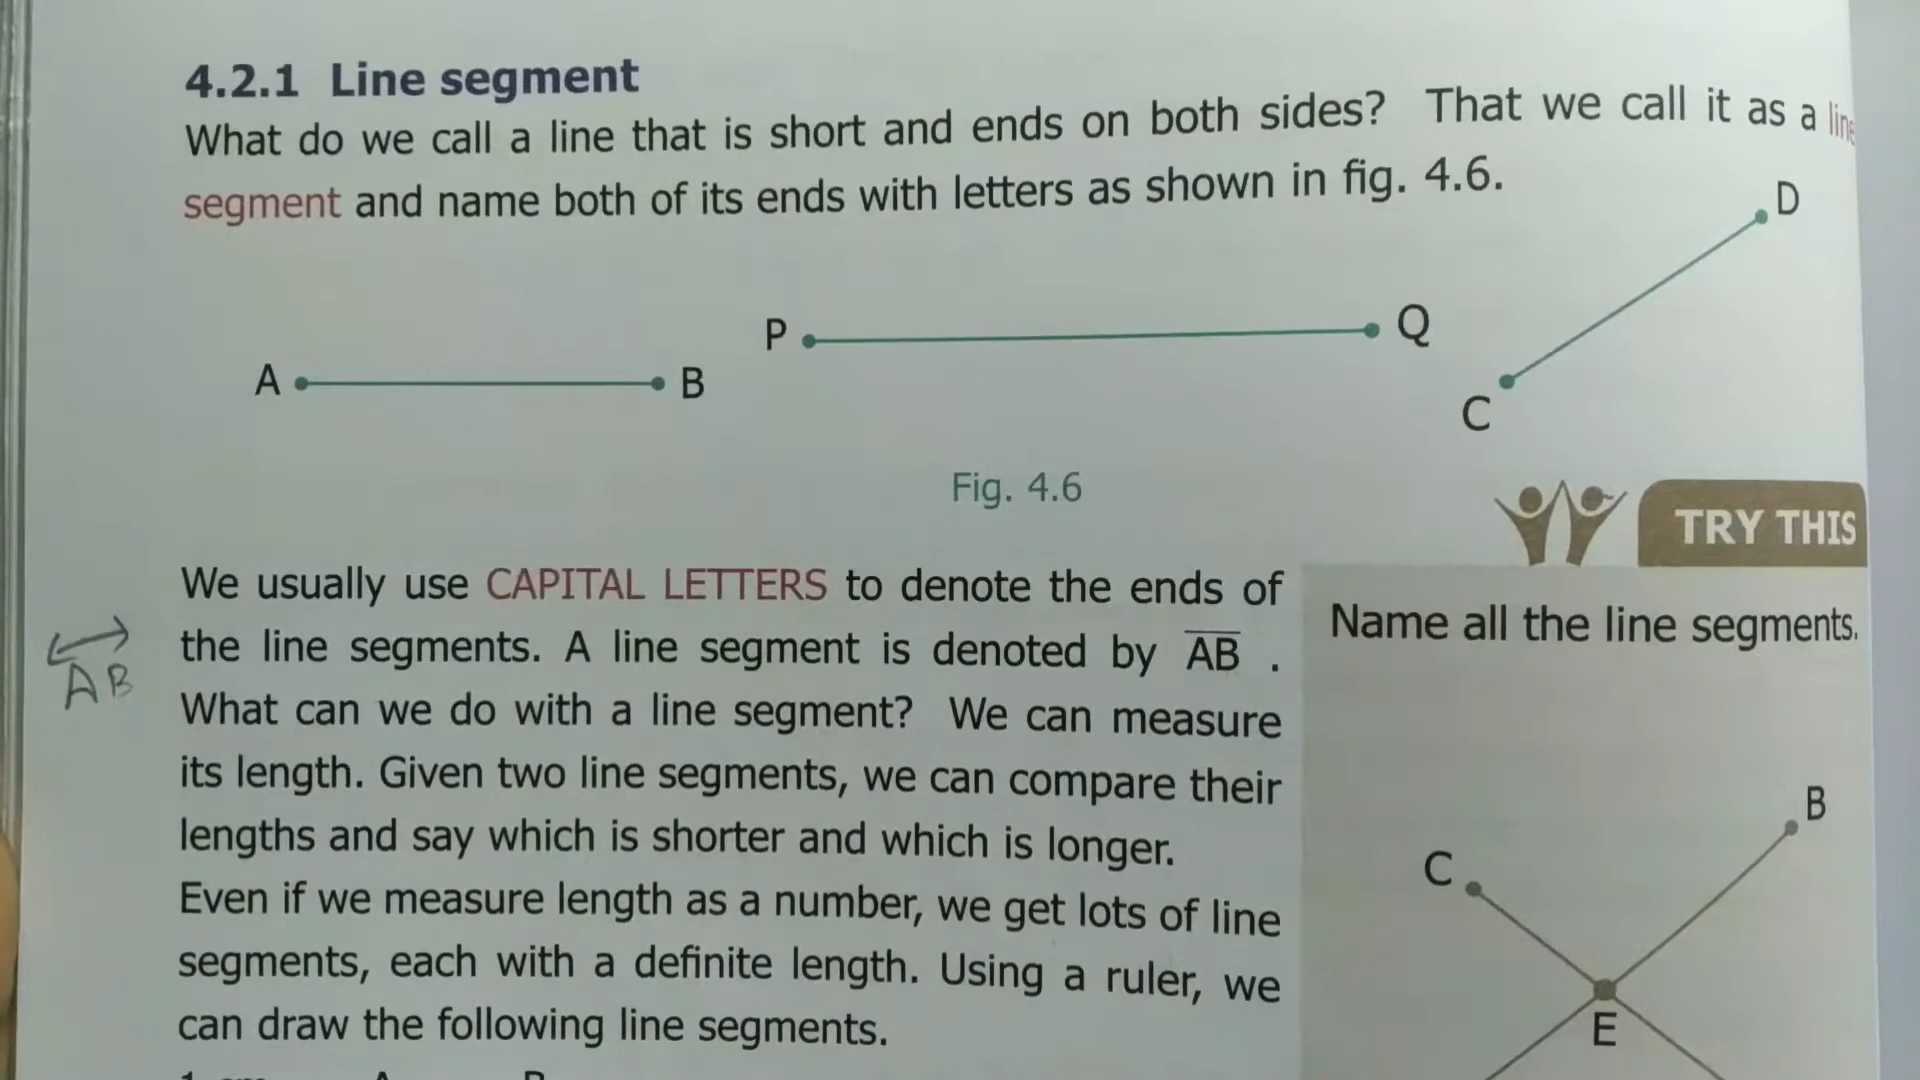 4.2.1 Line segment
What do we call a line that is short and ends on both sides? That we call it as a line
segment and name both of its ends with letters as shown in fig. 4.6.
D
P Q
A B
C
Fig. 4.6
TRY THIS
We usually use CAPITAL LETTERS to denote the ends of
the line segments. A line segment is denoted by A̅B̅ .
What can we do with a line segment? We can measure
its length. Given two line segments, we can compare their
lengths and say which is shorter and which is longer.
Even if we measure length as a number, we get lots of line
segments, each with a definite length. Using a ruler, we
can draw the following line segments.
AB
Name all the line segments.
B
C
E